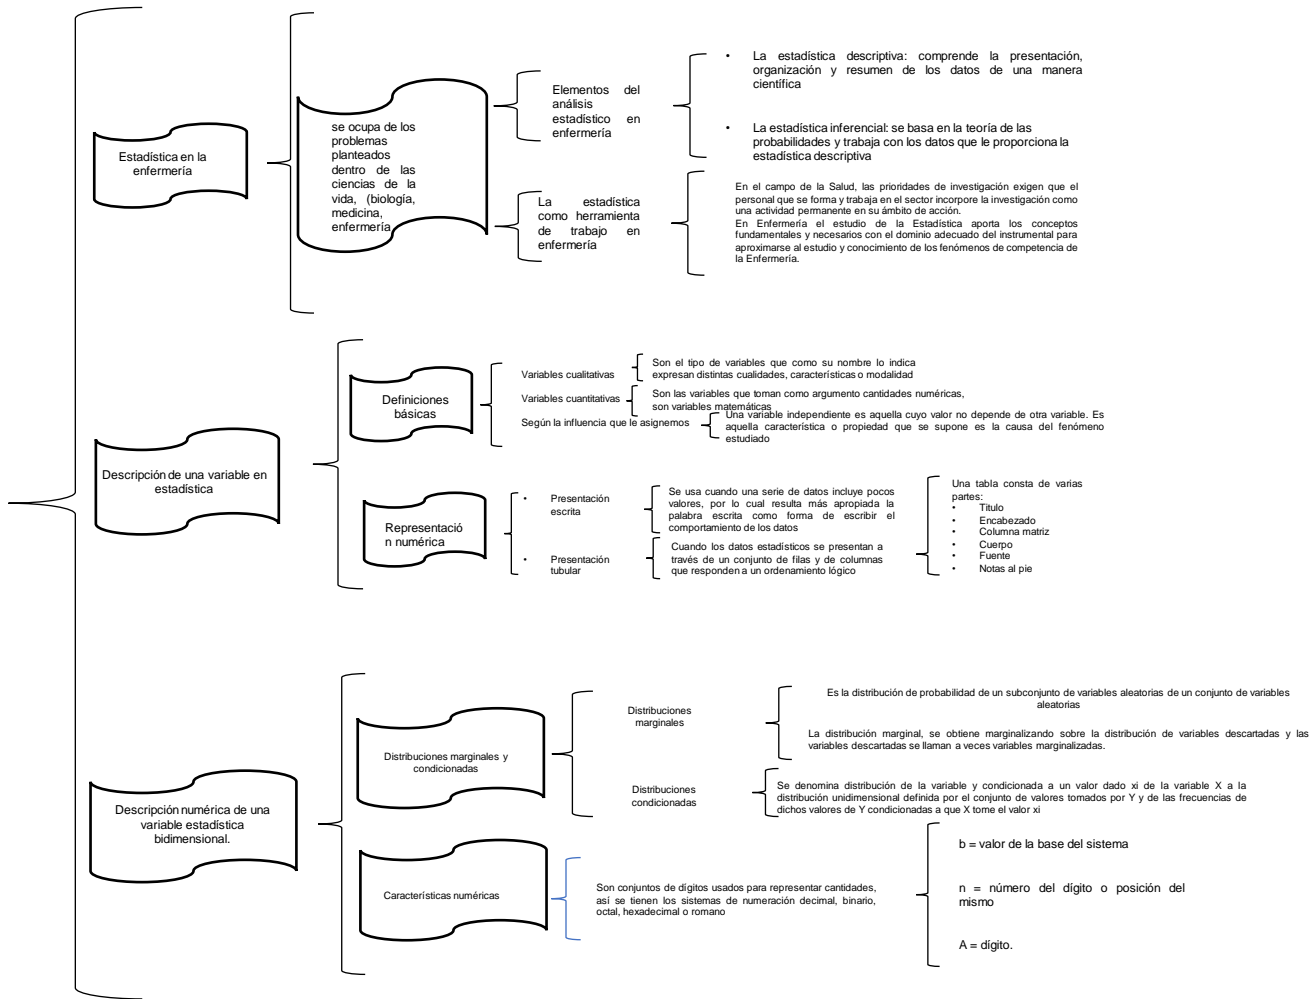 Estadística en la
enfermería
se ocupa de los
problemas
planteados
dentro de las
ciencias de la
vida, (biología,
medicina,
enfermería
Elementos del
análisis
estadístico en
enfermería
• La estadística descriptiva: comprende la presentación,
organización y resumen de los datos de una manera
científica
• La estadística inferencial: se basa en la teoría de las
probabilidades y trabaja con los datos que le proporciona la
estadística descriptiva
La estadística
como herramienta
de trabajo en
enfermería
En el campo de la Salud, las prioridades de investigación exigen que el
personal que se forma y trabaja en el sector incorpore la investigación como
una actividad permanente en su ámbito de acción.
En Enfermería el estudio de la Estadística aporta los conceptos
fundamentales y necesarios con el dominio adecuado del instrumental para
aproximarse al estudio y conocimiento de los fenómenos de competencia de
la Enfermería.
Descripción de una variable en
estadística
Definiciones
básicas
Variables cualitativas
Son el tipo de variables que como su nombre lo indica
expresan distintas cualidades, características o modalidad
Variables cuantitativas
Son las variables que toman como argumento cantidades numéricas,
son variables matemáticas
Según la influencia que le asignemos
Una variable independiente es aquella cuyo valor no depende de otra variable. Es
aquella característica o propiedad que se supone es la causa del fenómeno
estudiado
Representació
n numérica
• Presentación
escrita
Se usa cuando una serie de datos incluye pocos
valores, por lo cual resulta más apropiada la
palabra escrita como forma de escribir el
comportamiento de los datos
• Presentación
tubular
Cuando los datos estadísticos se presentan a
través de un conjunto de filas y de columnas
que responden a un ordenamiento lógico
Una tabla consta de varias
partes:
• Titulo
• Encabezado
• Columna matriz
• Cuerpo
• Fuente
• Notas al pie
Descripción numérica de una
variable estadística
bidimensional.
Distribuciones marginales y
condicionadas
Distribuciones
marginales
Es la distribución de probabilidad de un subconjunto de variables aleatorias de un conjunto de variables
aleatorias
La distribución marginal, se obtiene marginalizando sobre la distribución de variables descartadas y las
variables descartadas se llaman a veces variables marginalizadas.
Distribuciones
condicionadas
Se denomina distribución de la variable y condicionada a un valor dado xi de la variable X a la
distribución unidimensional definida por el conjunto de valores tomados por Y y de las frecuencias de
dichos valores de Y condicionadas a que X tome el valor xi
Características numéricas
Son conjuntos de dígitos usados para representar cantidades,
así se tienen los sistemas de numeración decimal, binario,
octal, hexadecimal o romano
b = valor de la base del sistema
n = número del dígito o posición del
mismo
A = dígito.